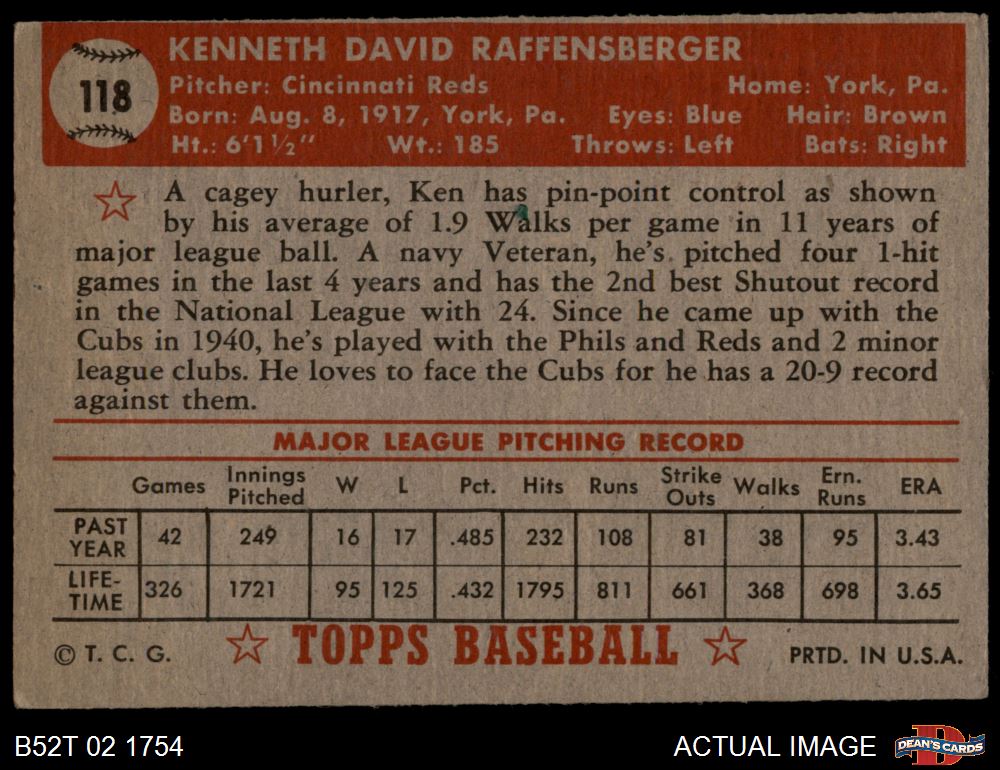 118
KENNETH DAVID RAFFENSBERGER
Pitcher: Cincinnati Reds Home: York, Pa.
Born: Aug. 8, 1917, York, Pa. Eyes: Blue Hair: Brown
Ht.: 6'1½" Wt.: 185 Throws: Left Bats: Right
A cagey hurler, Ken has pin-point control as shown
by his average of 1.9 Walks per game in 11 years of
major league ball. A navy Veteran, he's pitched four 1-hit
games in the last 4 years and has the 2nd best Shutout record
in the National League with 24. Since he came up with the
Cubs in 1940, he's played with the Phils and Reds and 2 minor
league clubs. He loves to face the Cubs for he has a 20-9 record
against them.
MAJOR LEAGUE PITCHING RECORD
Games Innings Pitched W L Pct. Hits Runs Strike Outs Walks Ern. Runs ERA
PAST YEAR 42 249 16 17 .485 232 108 81 38 95 3.43
LIFE-TIME 326 1721 95 125 .432 1795 811 661 368 698 3.65
© T. C. G. TOPPS BASEBALL PRTD. IN U.S.A.
B52T 02 1754 ACTUAL IMAGE D DEAN'S CARDS